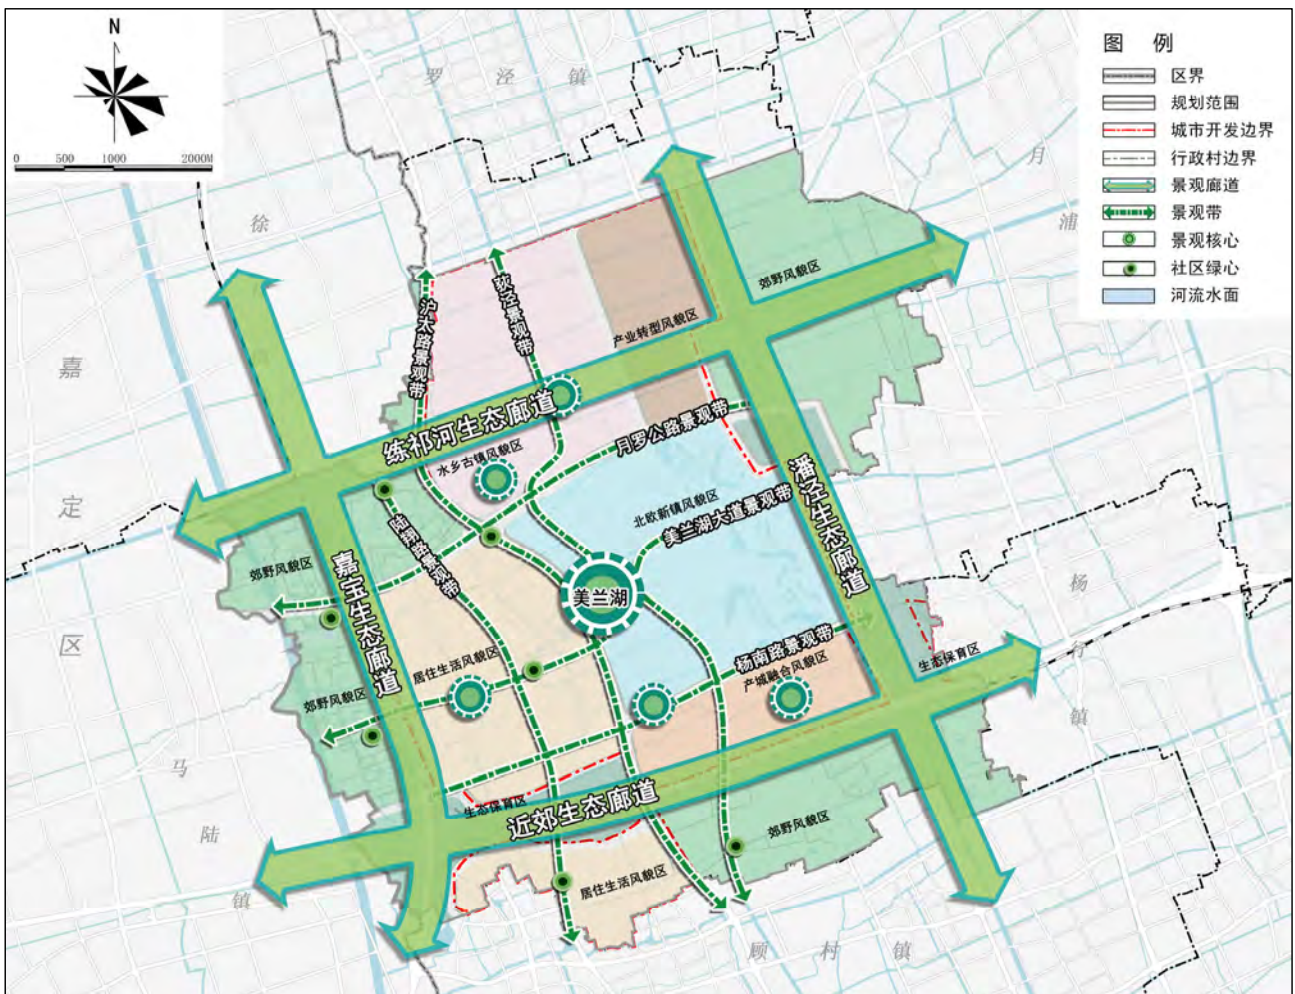 N
0 500 1000 2000M
图 例
区界
规划范围
城市开发边界
行政村边界
景观廊道
景观带
景观核心
社区绿心
河流水面
罗泾镇
月浦
徐
嘉定区
马陆镇
杨行镇
顾村镇
郊野风貌区
产业转型风貌区
沪太路景观带
荻泾景观带
练祁河生态廊道
水乡古镇风貌区
月罗公路景观带
北欧新镇风貌区
美兰湖大道景观带
潘泾生态廊道
陆翔路景观带
郊野风貌区
嘉宝生态廊道
美兰湖
居住生活风貌区
杨南路景观带
产城融合风貌区
生态保育区
郊野风貌区
生态保育区
近郊生态廊道
郊野风貌区
居住生活风貌区